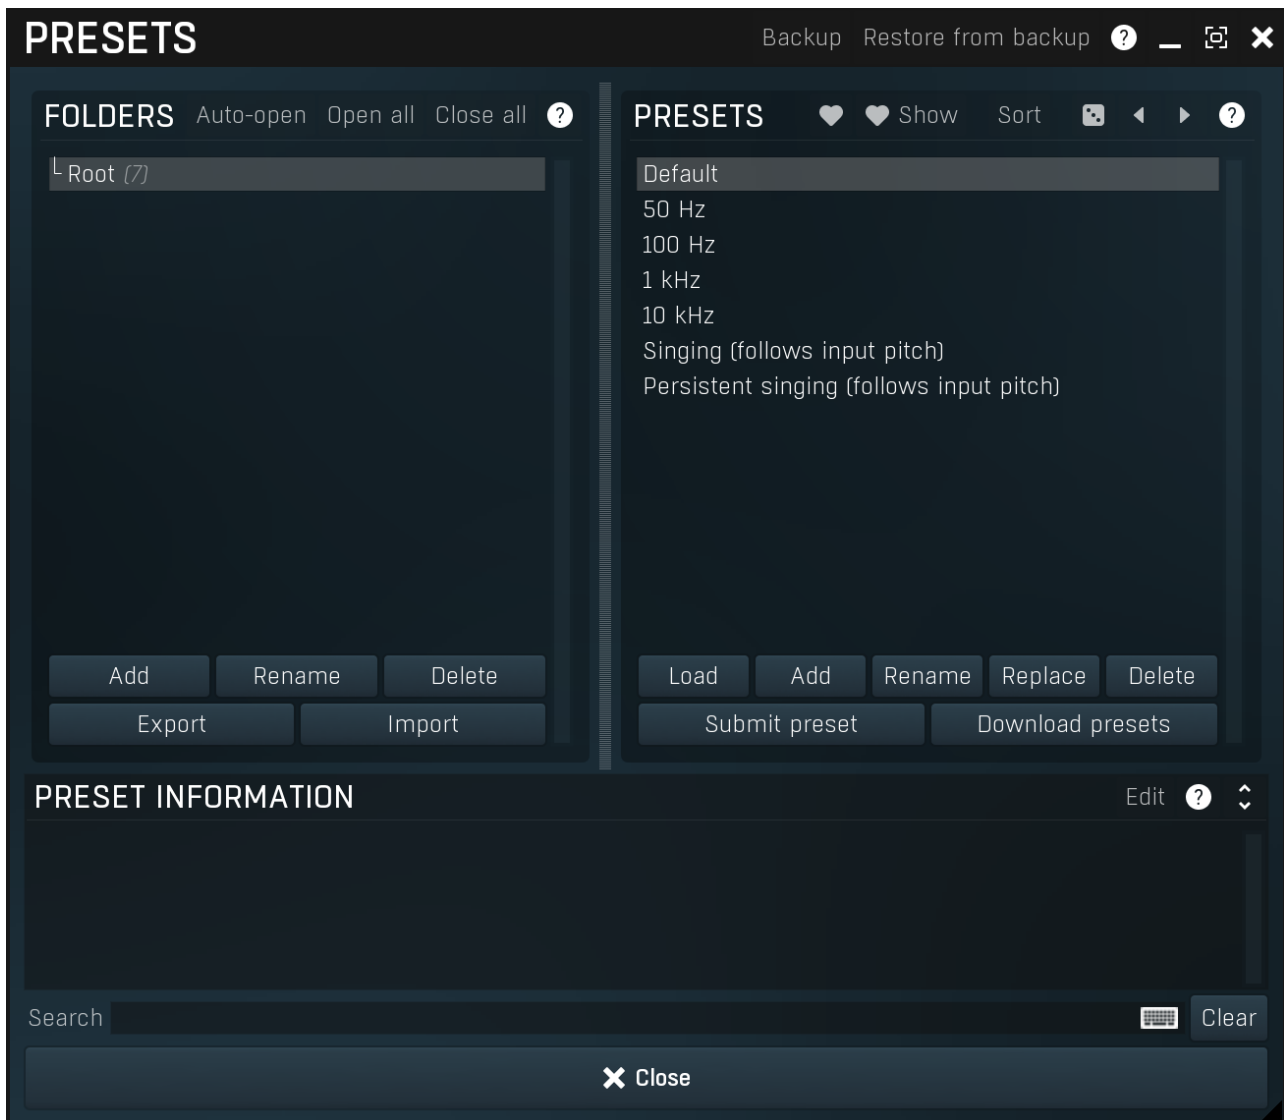 PRESETS Backup Restore from backup ?
FOLDERS Auto-open Open all Close all ?
Root (7)
Add Rename Delete
Export Import
PRESETS Show Sort ?
Default
50 Hz
100 Hz
1 kHz
10 kHz
Singing (follows input pitch)
Persistent singing (follows input pitch)
Load Add Rename Replace Delete
Submit preset Download presets
PRESET INFORMATION Edit ?
Search Clear
Close